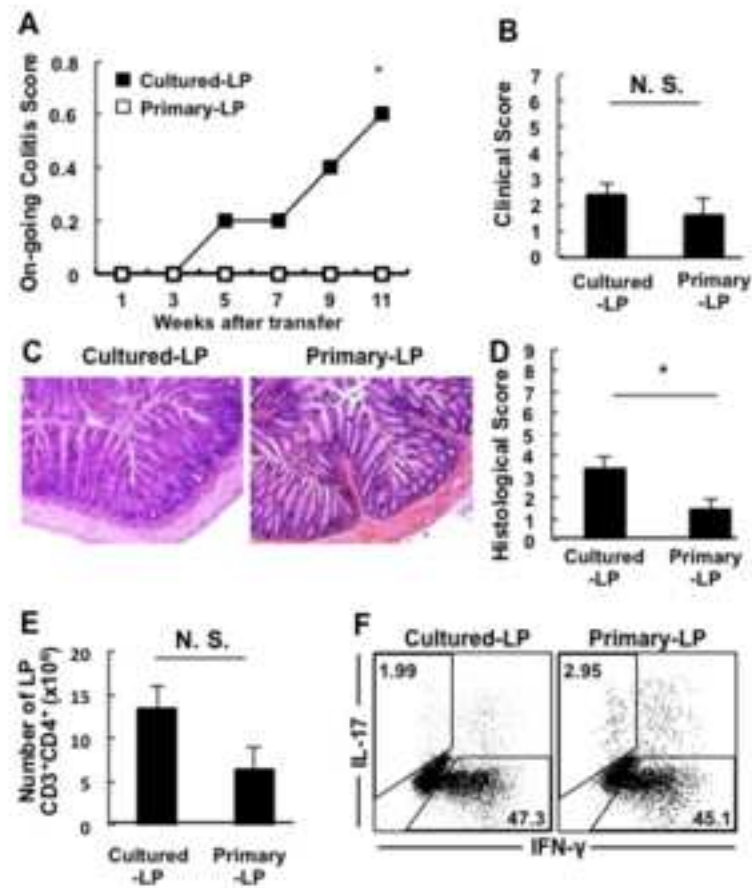 A
On-going Colitis Score
0.8
0.6
0.4
0.2
0
Cultured-LP
Primary-LP
*
1 3 5 7 9 11
Weeks after transfer
B
Clinical Score
7
6
5
4
3
2
1
0
N. S.
Cultured
-LP
Primary
-LP
C
Cultured-LP
Primary-LP
D
Histological Score
9
8
7
6
5
4
3
2
1
0
*
Cultured
-LP
Primary
-LP
E
Number of LP
CD3⁺CD4⁺ (x10⁶)
20
15
10
5
0
N. S.
Cultured
-LP
Primary
-LP
F
Cultured-LP
Primary-LP
IL-17
1.99
47.3
2.95
45.1
IFN-γ